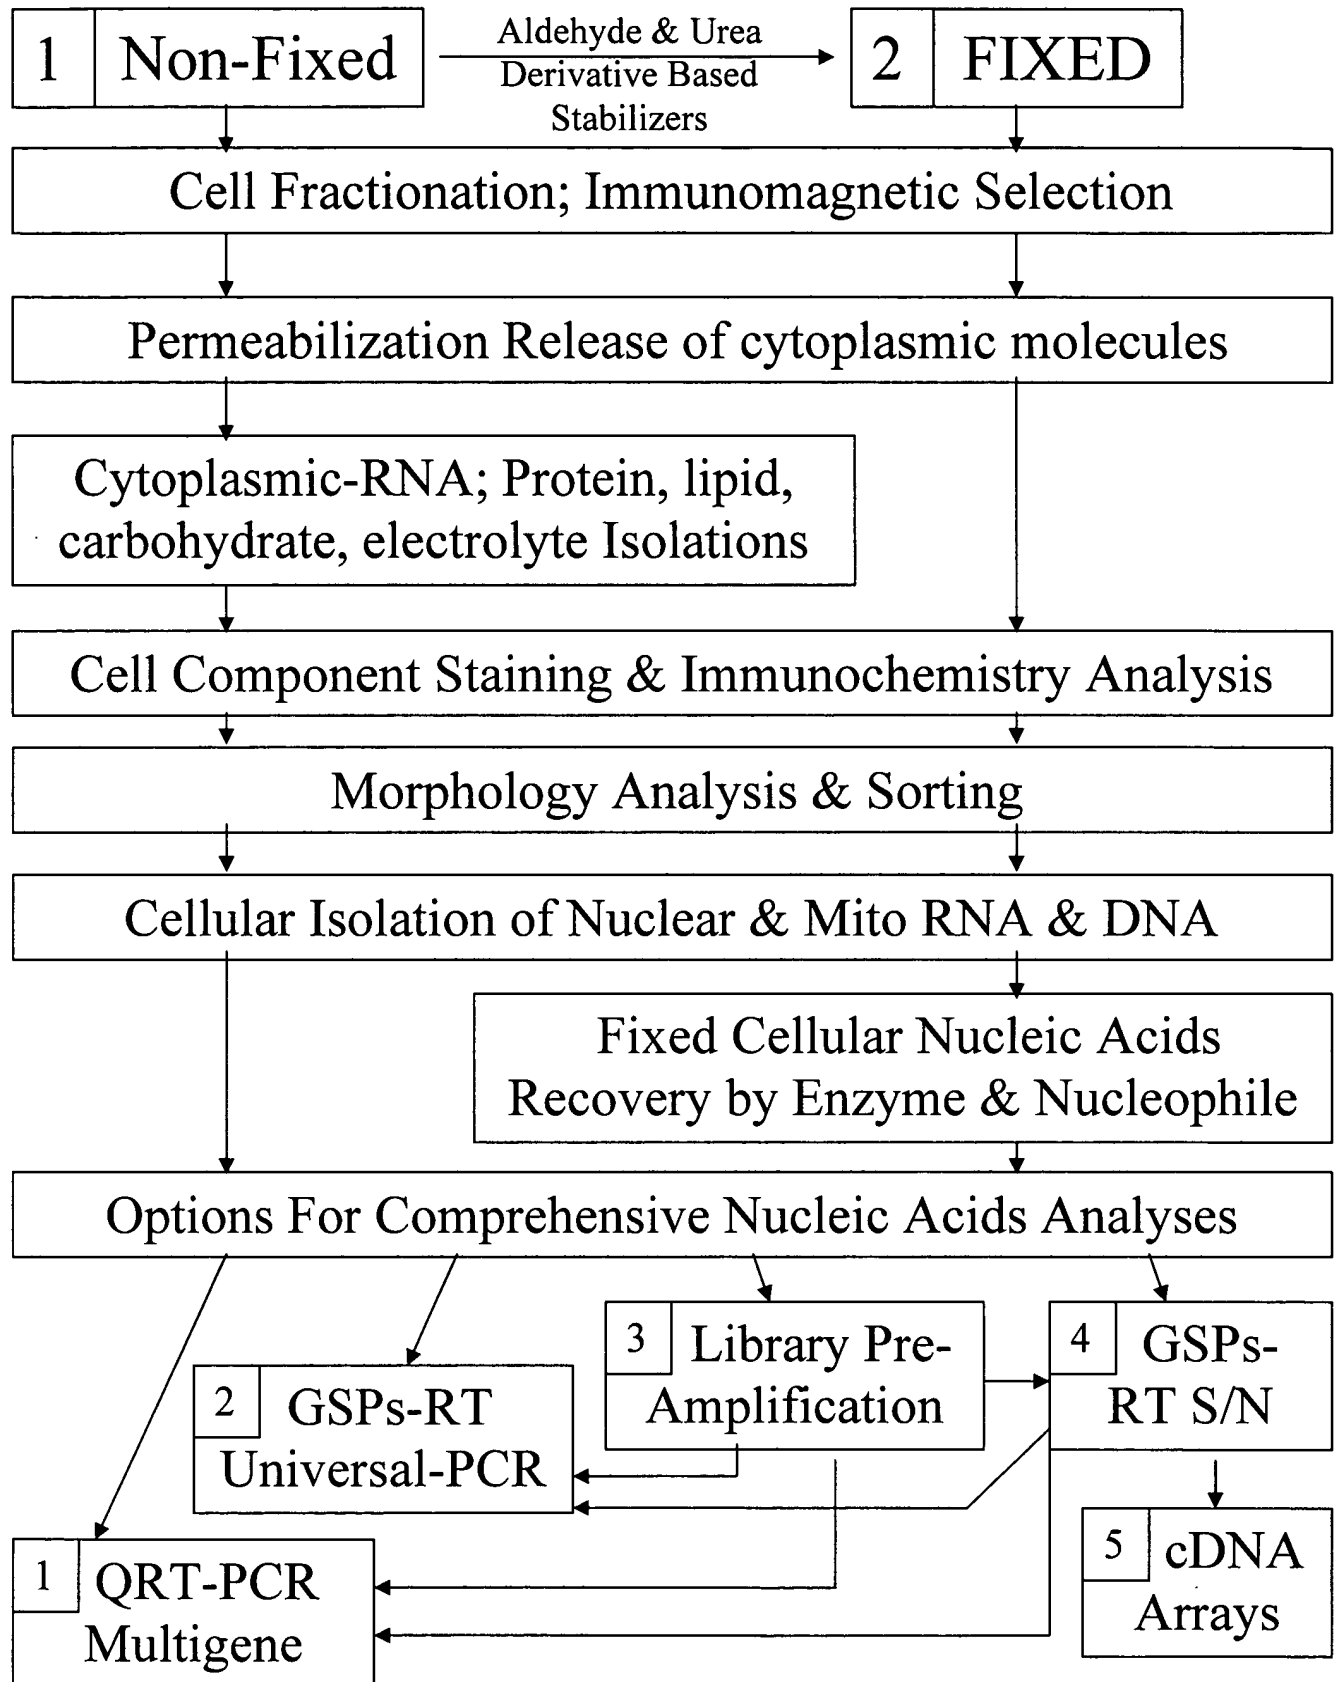 1 Non-Fixed
Aldehyde & Urea
Derivative Based
Stabilizers
2 FIXED
Cell Fractionation; Immunomagnetic Selection
Permeabilization Release of cytoplasmic molecules
Cytoplasmic-RNA; Protein, lipid,
carbohydrate, electrolyte Isolations
Cell Component Staining & Immunochemistry Analysis
Morphology Analysis & Sorting
Cellular Isolation of Nuclear & Mito RNA & DNA
Fixed Cellular Nucleic Acids
Recovery by Enzyme & Nucleophile
Options For Comprehensive Nucleic Acids Analyses
3 Library Pre-
Amplification
4 GSPs-
RT S/N
2 GSPs-RT
Universal-PCR
5 cDNA
Arrays
1 QRT-PCR
Multigene